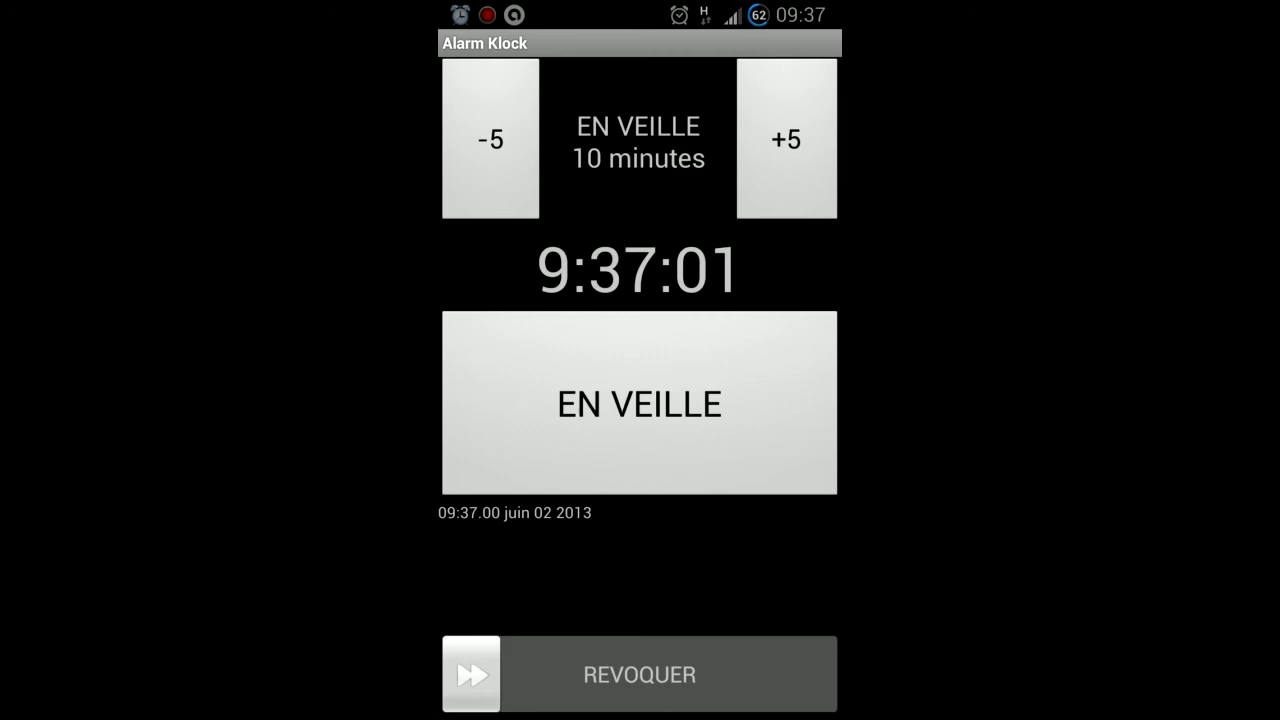 H 62 09:37
Alarm Klock
-5
EN VEILLE
10 minutes
+5
9:37:01
EN VEILLE
09:37.00 juin 02 2013
REVOQUER